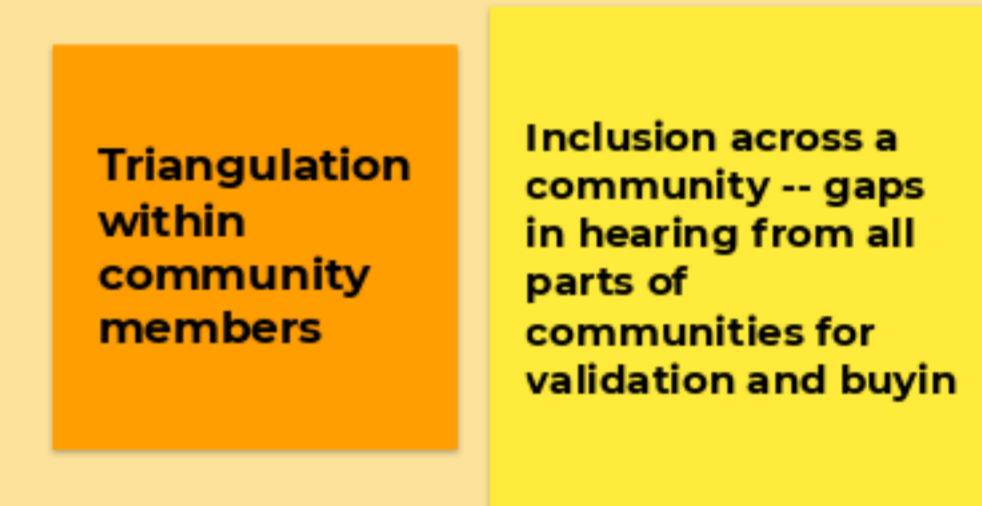 Triangulation
within
community
members
Inclusion across a
community -- gaps
in hearing from all
parts of
communities for
validation and buyin